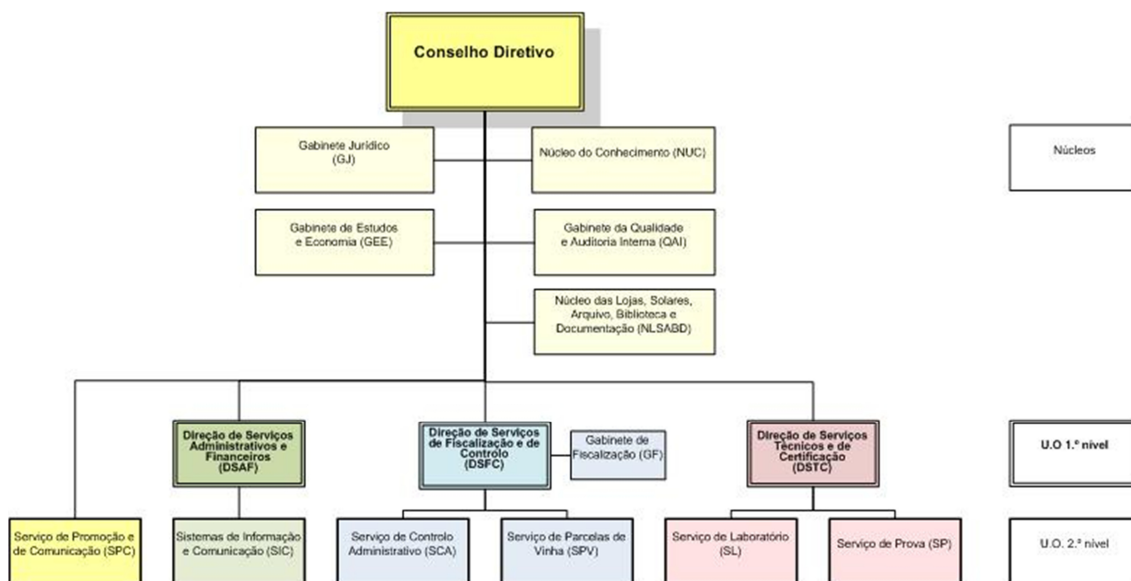 Conselho Diretivo
Gabinete Jurídico
(GJ)
Núcleo do Conhecimento (NUC)
Núcleos
Gabinete de Estudos
e Economia (GEE)
Gabinete da Qualidade
e Auditoria Interna (QAI)
Núcleo das Lojas, Solares,
Arquivo, Biblioteca e
Documentação (NLSABD)
Direção de Serviços
Administrativos e
Financeiros
(DSAF)
Direção de Serviços
de Fiscalização e de
Controlo
(DSFC)
Gabinete de
Fiscalização (GF)
Direção de Serviços
Técnicos e de
Certificação
(DSTC)
U.O 1.º nível
Serviço de Promoção e
de Comunicação (SPC)
Sistemas de Informação
e Comunicação (SIC)
Serviço de Controlo
Administrativo (SCA)
Serviço de Parcelas de
Vinha (SPV)
Serviço de Laboratório
(SL)
Serviço de Prova (SP)
U.O. 2.º nível